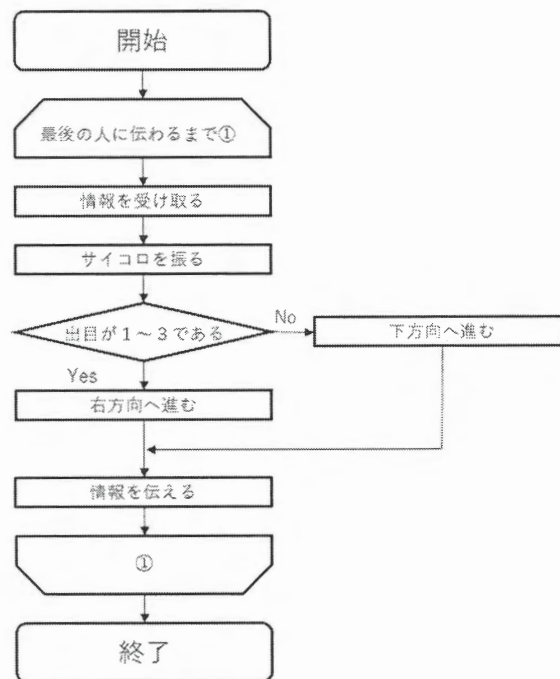 開始
最後の人に伝わるまで①
情報を受け取る
サイコロを振る
出目が1～3である
No
下方向へ進む
Yes
右方向へ進む
情報を伝える
①
終了